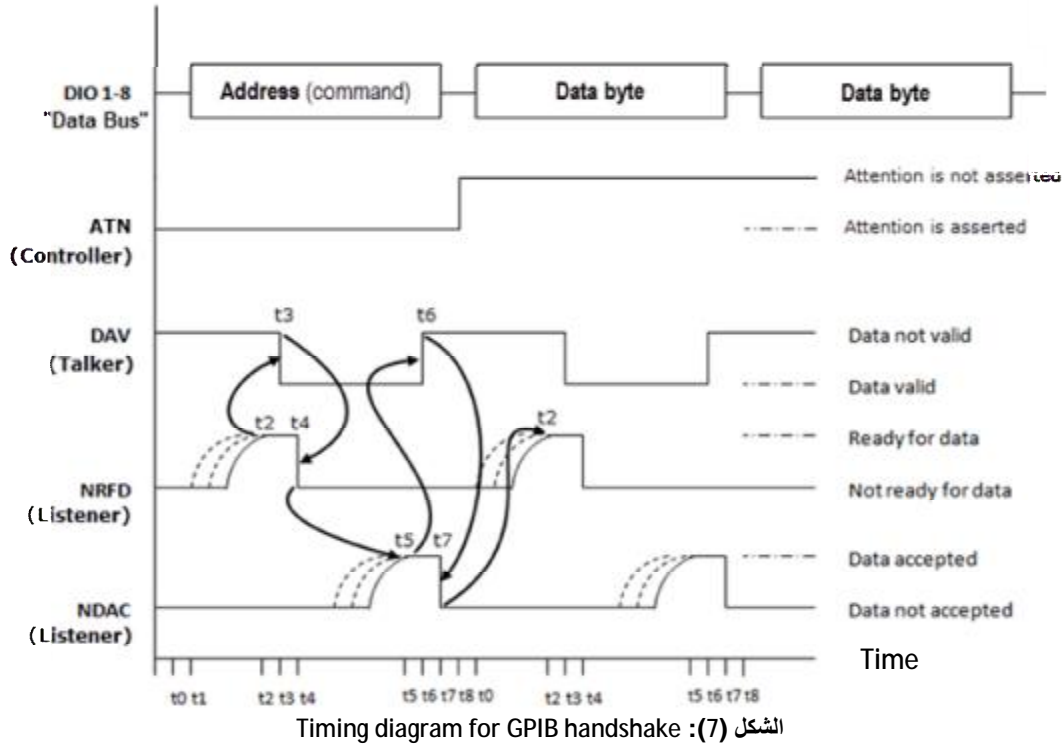 DIO 1-8
"Data Bus"
Address (command)
Data byte
Data byte
ATN
(Controller)
Attention is not asserted
Attention is asserted
DAV
(Talker)
t3
t6
Data not valid
Data valid
NRFD
(Listener)
t2 t4
t2
Ready for data
Not ready for data
NDAC
(Listener)
t5 t7
Data accepted
Data not accepted
Time
t0 t1 t2 t3 t4 t5 t6 t7 t8 t0 t2 t3 t4 t5 t6 t7 t8
الشكل (7): Timing diagram for GPIB handshake